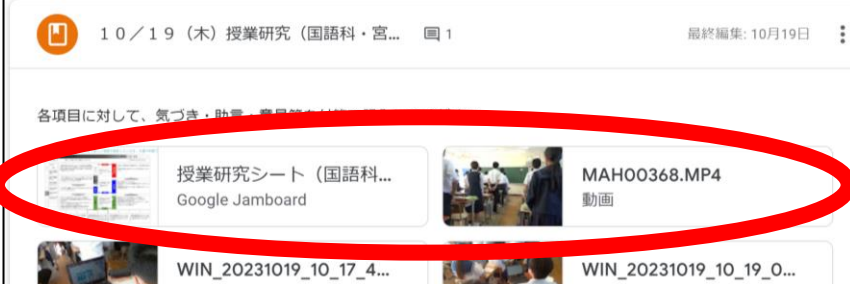 １０／１９（木）授業研究（国語科・宮...
1
最終編集: 10月19日
各項目に対して、気づき・助言・
授業研究シート（国語科...
Google Jamboard
MAH00368.MP4
動画
WIN_20231019_10_17_4...
WIN_20231019_10_19_0...